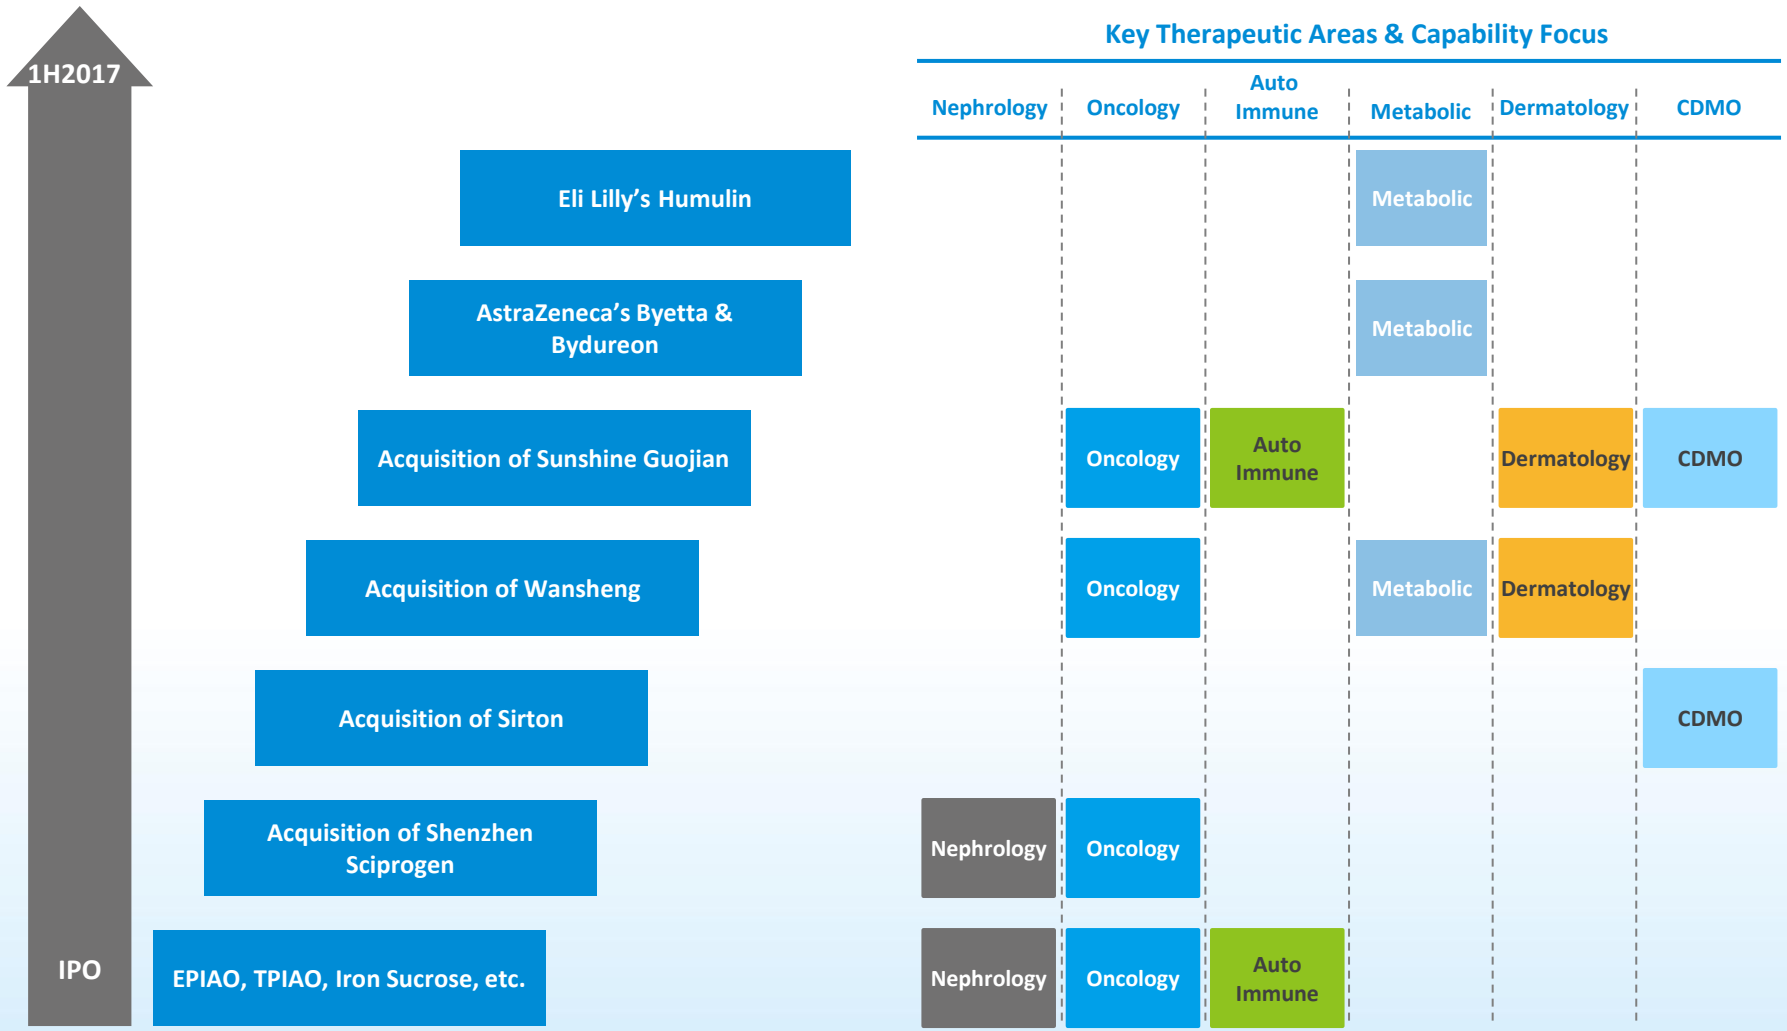 Key Therapeutic Areas & Capability Focus
1H2017
Nephrology
Oncology
Auto
Immune
Metabolic
Dermatology
CDMO
Eli Lilly’s Humulin
Metabolic
AstraZeneca’s Byetta &
Bydureon
Metabolic
Acquisition of Sunshine Guojian
Oncology
Auto
Immune
Dermatology
CDMO
Acquisition of Wansheng
Oncology
Metabolic
Dermatology
Acquisition of Sirton
CDMO
Acquisition of Shenzhen
Sciprogen
Nephrology
Oncology
IPO
EPIAO, TPIAO, Iron Sucrose, etc.
Nephrology
Oncology
Auto
Immune